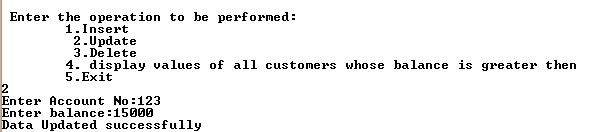 Enter the operation to be performed:
1.Insert
2.Update
3.Delete
4. display values of all customers whose balance is greater then
5.Exit
2
Enter Account No:123
Enter balance:15000
Data Updated successfully